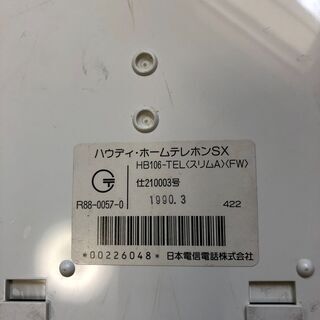 ハウディ・ホームテレホンSX
HB106-TEL〈スリムA〉〈FW〉
仕210003号
R88-0057-0 1990.3 422
*00226048* 日本電信電話株式会社